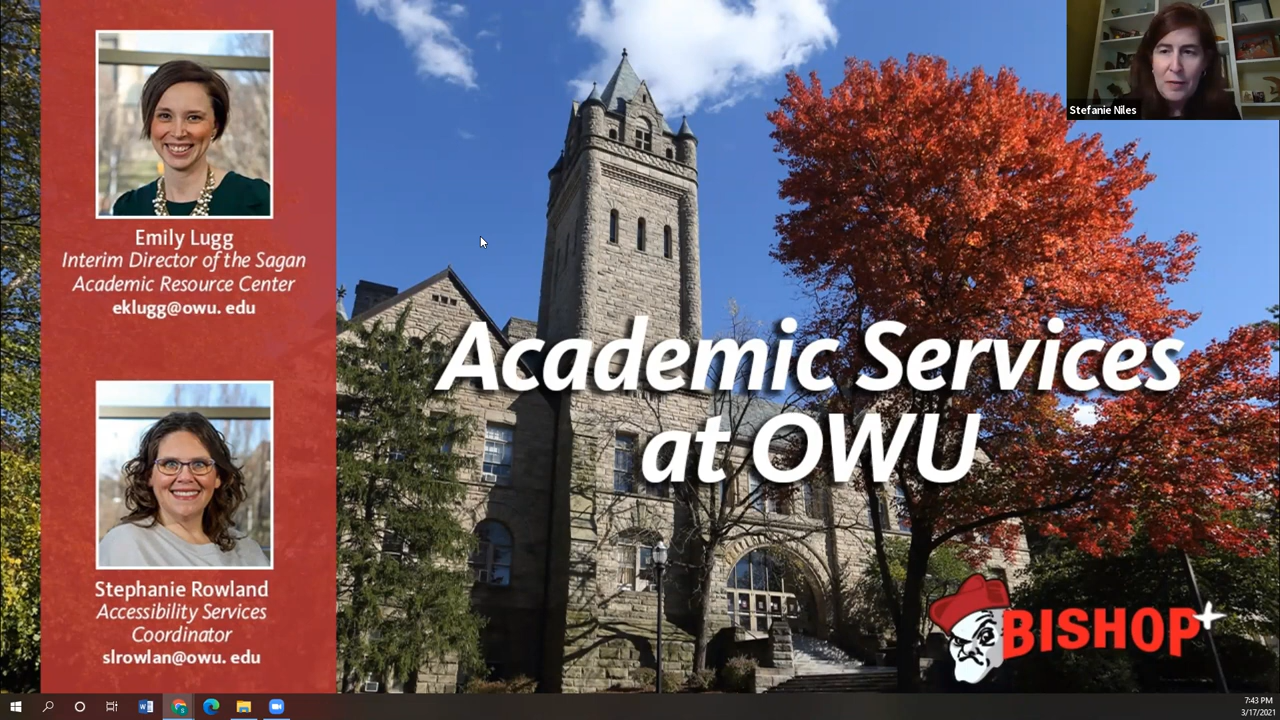 Emily Lugg
Interim Director of the Sagan
Academic Resource Center
eklugg@owu. edu
Stephanie Rowland
Accessibility Services
Coordinator
slrowlan@owu. edu
Academic Services
at OWU
BISHOP+
Stefanie Niles
7:43 PM
3/17/2021